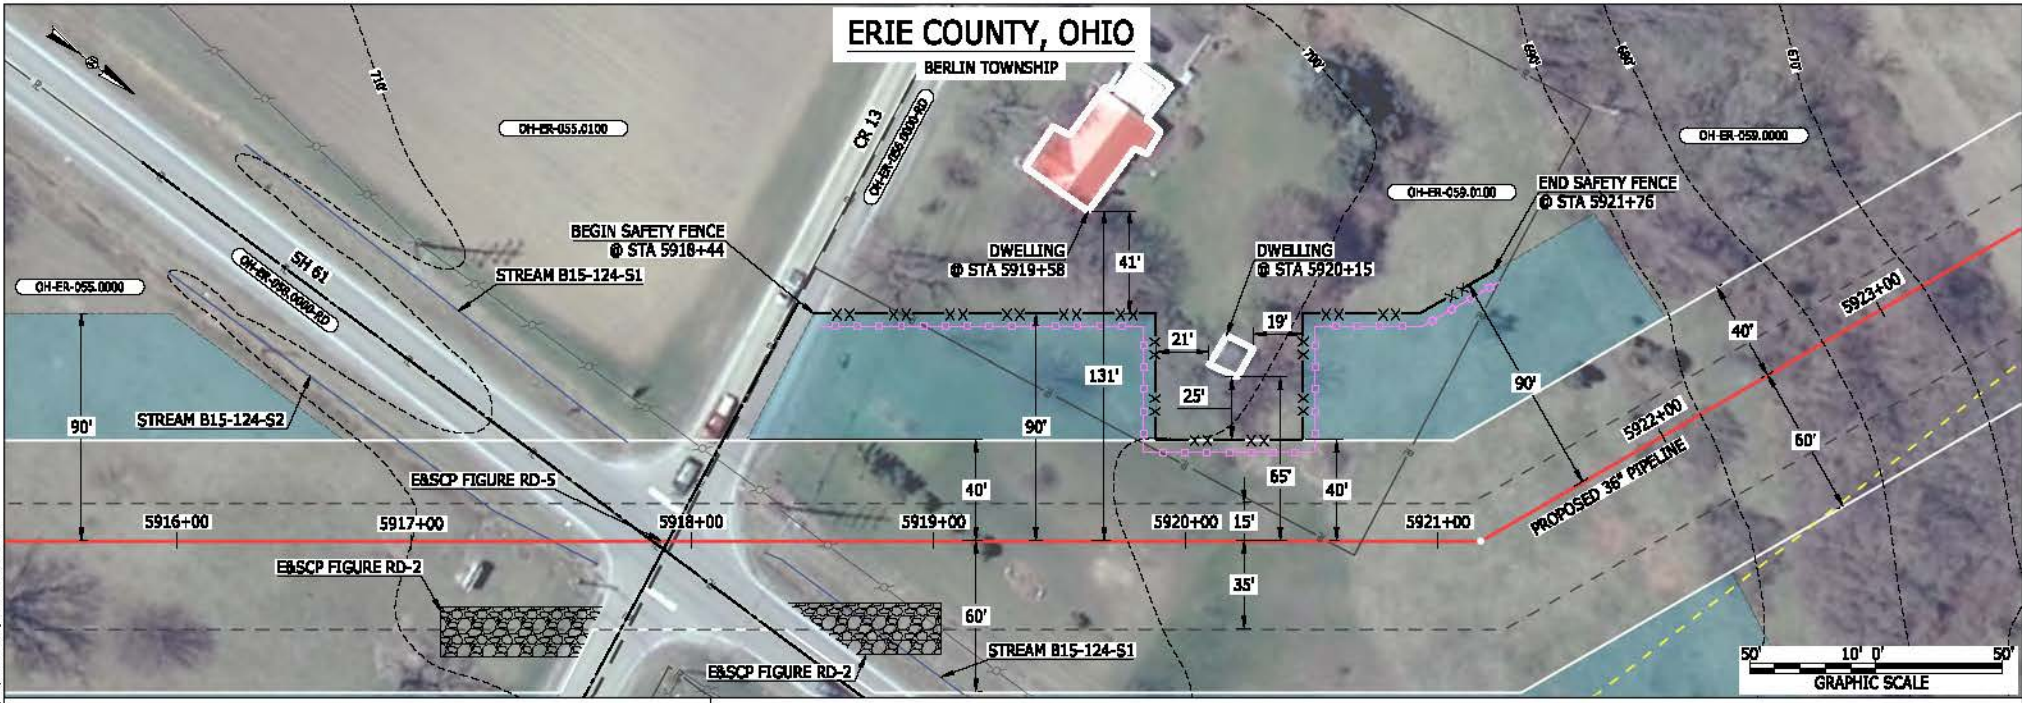 ERIE COUNTY, OHIO
BERLIN TOWNSHIP
710'
700'
690'
680'
670'
OH-ER-055.0100
CR 13
OH-ER-056.0000-RD
OH-ER-059.0000
OH-ER-059.0100
END SAFETY FENCE
@ STA 5921+76
BEGIN SAFETY FENCE
@ STA 5918+44
DWELLING
@ STA 5919+58
41'
DWELLING
@ STA 5920+15
SH 61
OH-ER-058.0000-RD
STREAM B15-124-S1
OH-ER-055.0000
5923+00
40'
21'
19'
131'
90'
25'
90'
STREAM B15-124-S2
90'
5922+00
60'
E&SCP FIGURE RD-5
40'
65'
40'
PROPOSED 36" PIPELINE
5916+00
5917+00
5918+00
5919+00
5920+00
15'
5921+00
E&SCP FIGURE RD-2
35'
60'
STREAM B15-124-S1
E&SCP FIGURE RD-2
50' 10' 0' 50'
GRAPHIC SCALE